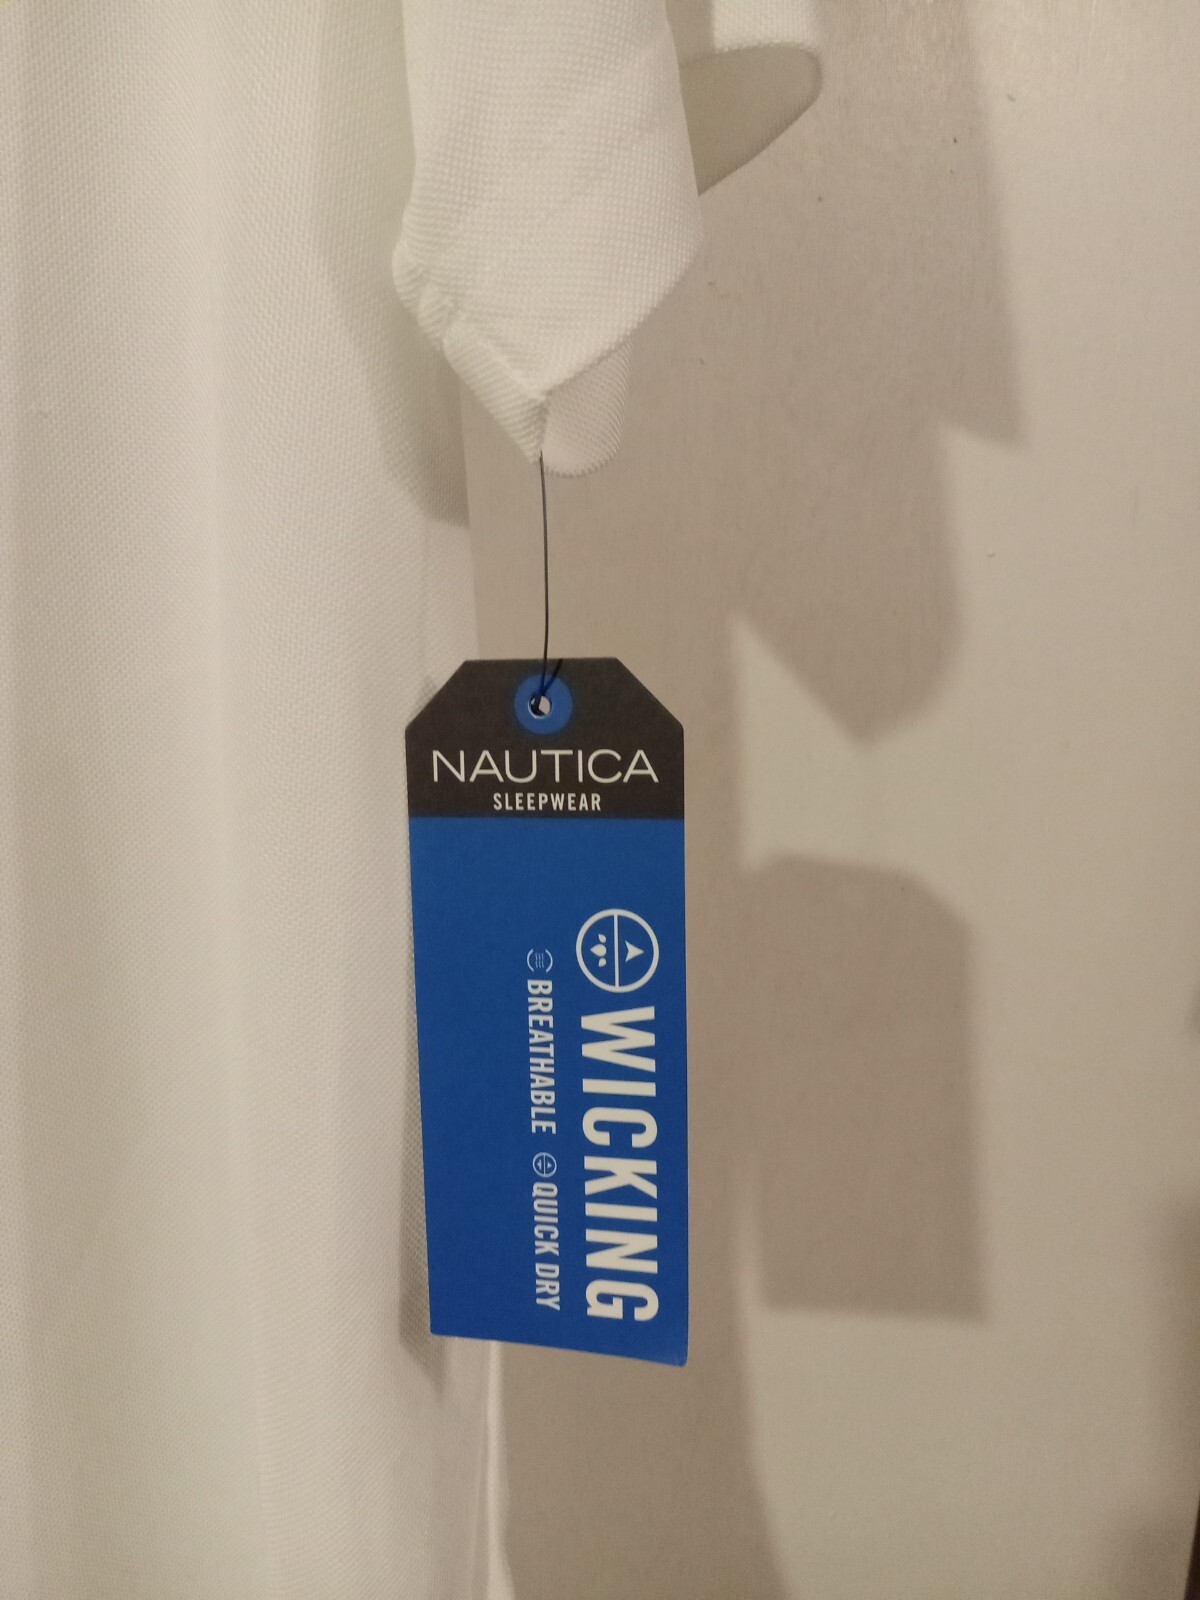 NAUTICA
SLEEPWEAR
WICKING
BREATHABLE QUICK DRY